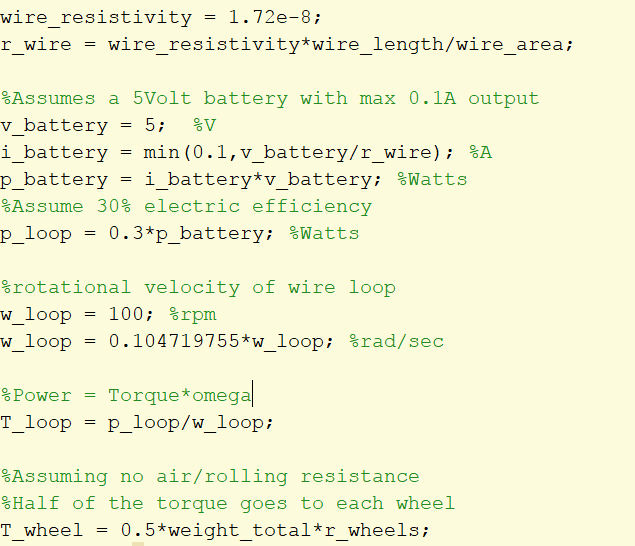 wire_resistivity = 1.72e-8;
r_wire = wire_resistivity*wire_length/wire_area;
%Assumes a 5Volt battery with max 0.1A output
v_battery = 5;  %V
i_battery = min(0.1,v_battery/r_wire); %A
p_battery = i_battery*v_battery; %Watts
%Assume 30% electric efficiency
p_loop = 0.3*p_battery; %Watts
%rotational velocity of wire loop
w_loop = 100; %rpm
w_loop = 0.104719755*w_loop; %rad/sec
%Power = Torque*omega
T_loop = p_loop/w_loop;
%Assuming no air/rolling resistance
%Half of the torque goes to each wheel
T_wheel = 0.5*weight_total*r_wheels;